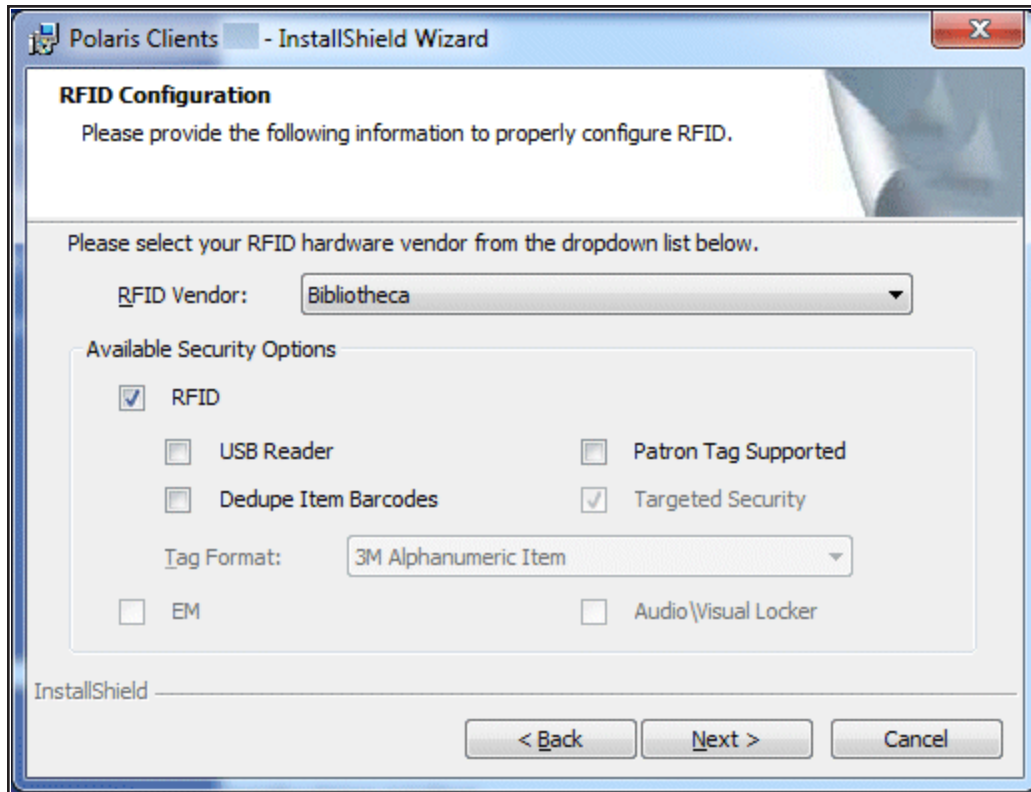 Polaris Clients - InstallShield Wizard
RFID Configuration
Please provide the following information to properly configure RFID.
Please select your RFID hardware vendor from the dropdown list below.
RFID Vendor: Bibliotheca
Available Security Options
RFID
USB Reader Patron Tag Supported
Dedupe Item Barcodes Targeted Security
Tag Format: 3M Alphanumeric Item
EM Audio\Visual Locker
InstallShield
< Back Next > Cancel